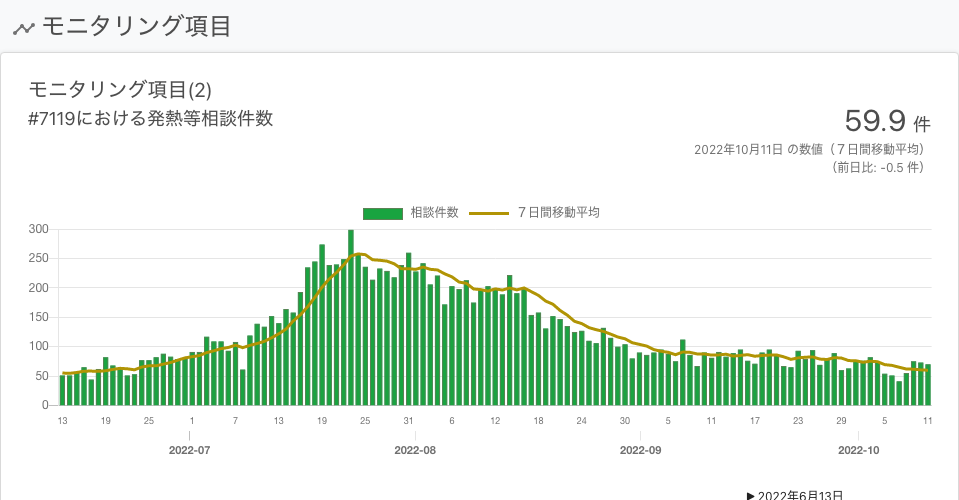 モニタリング項目
モニタリング項目(2)
#7119における発熱等相談件数
59.9 件
2022年10月11日 の数値（７日間移動平均）
（前日比: -0.5 件）
相談件数 ７日間移動平均
300
250
200
150
100
50
0
13 19 25 1 7 13 19 25 31 6 12 18 24 30 5 11 17 23 29 5 11
2022-07 2022-08 2022-09 2022-10
▶ 2022年6月13日